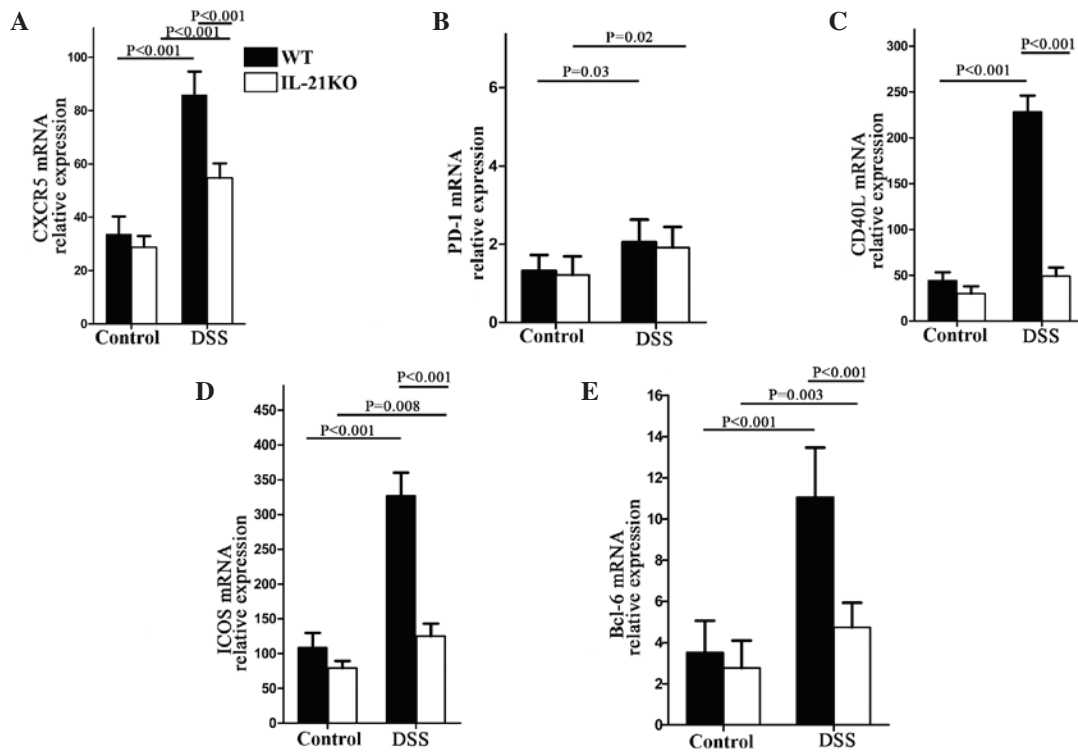 A
P<0.001
P<0.001
P<0.001
CXCR5 mRNA
relative expression
100
80
60
40
20
0
Control
DSS
WT
IL-21KO
B
P=0.02
P=0.03
PD-1 mRNA
relative expression
6
4
2
0
Control
DSS
C
P<0.001
P<0.001
CD40L mRNA
relative expression
300
250
200
150
100
50
0
Control
DSS
D
P<0.001
P=0.008
P<0.001
ICOS mRNA
relative expression
450
400
350
300
250
200
150
100
50
0
Control
DSS
E
P<0.001
P=0.003
P<0.001
Bcl-6 mRNA
relative expression
16
14
12
10
8
6
4
2
0
Control
DSS